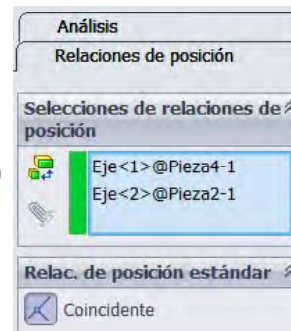 Análisis
Relaciones de posición
Selecciones de relaciones de
posición
Eje<1>@Pieza4-1
Eje<2>@Pieza2-1
Relac. de posición estándar
Coincidente